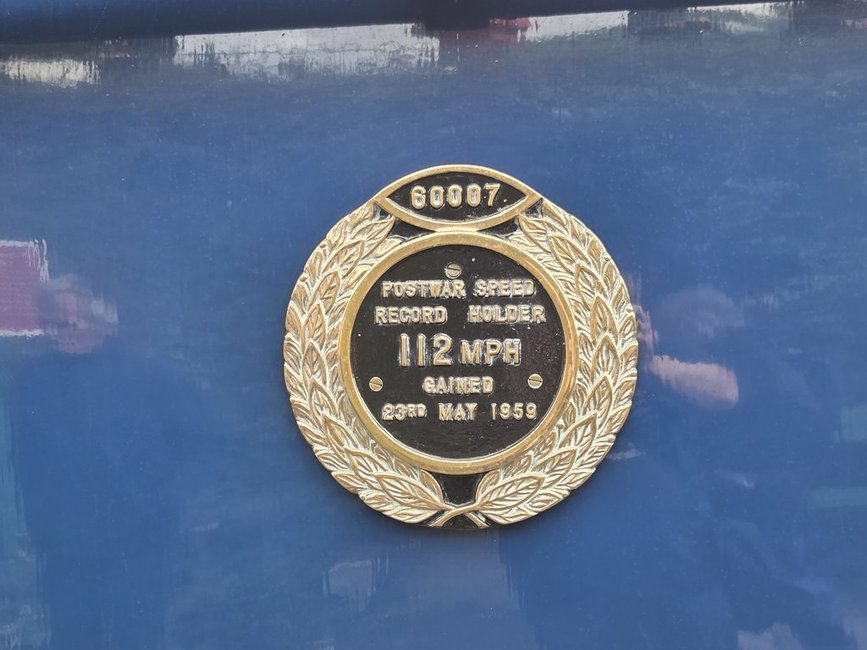 60007
POSTWAR SPEED
RECORD HOLDER
112 MPH
GAINED
23RD MAY 1959